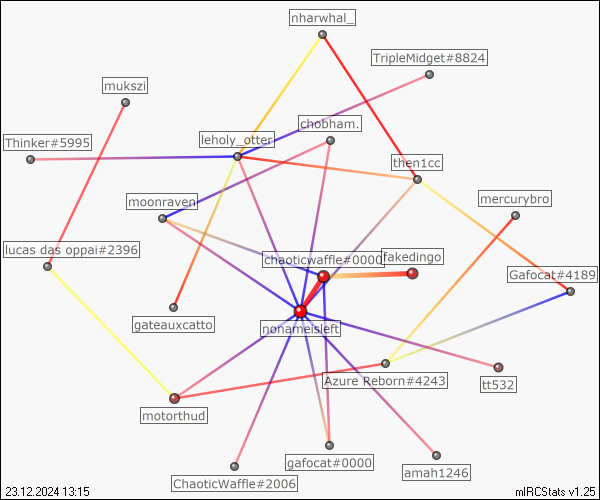 nharwhal_
TripleMidget#8824
mukszi
chobham.
Thinker#5995
leholy_otter
then1cc
moonraven
mercurybro
lucas das oppai#2396
chaoticwaffle#0000
fakedingo
Gafocat#4189
gateauxcatto
nonameisleft
Azure Reborn#4243
tt532
motorthud
gafocat#0000
amah1246
ChaoticWaffle#2006
23.12.2024 13:15
mIRCStats v1.25